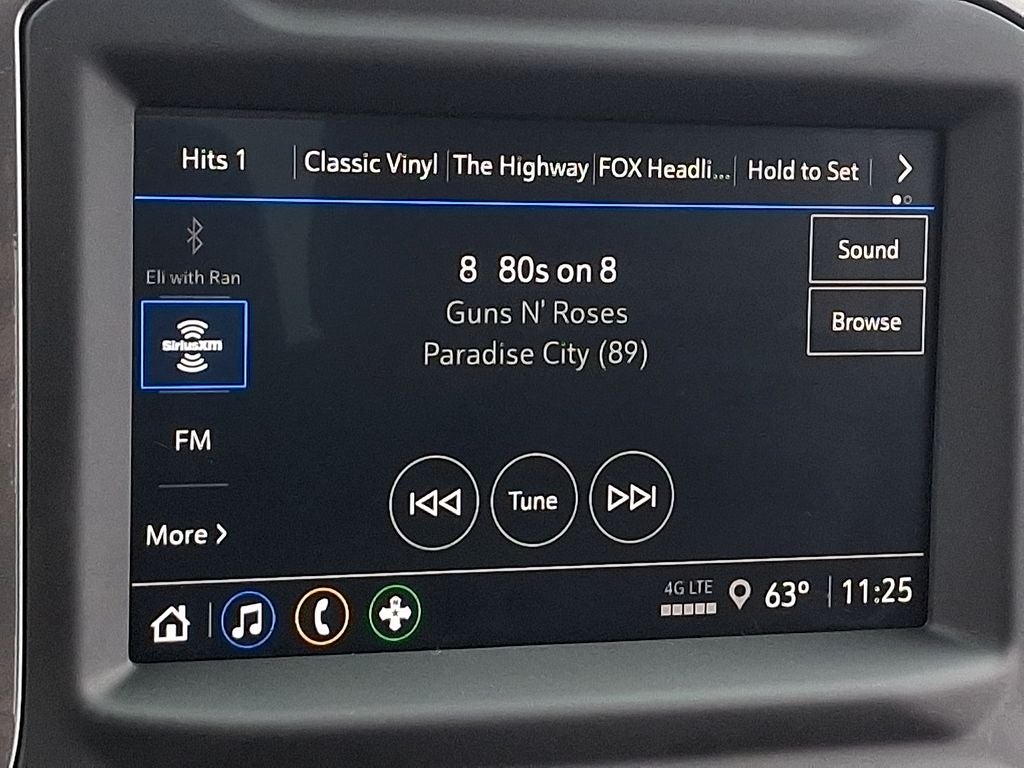 Hits 1 Classic Vinyl The Highway FOX Headli... Hold to Set
Eli with Ran
SiriusXM
FM
More >
8 80s on 8
Guns N' Roses
Paradise City (89)
Sound
Browse
Tune
4G LTE 63° 11:25